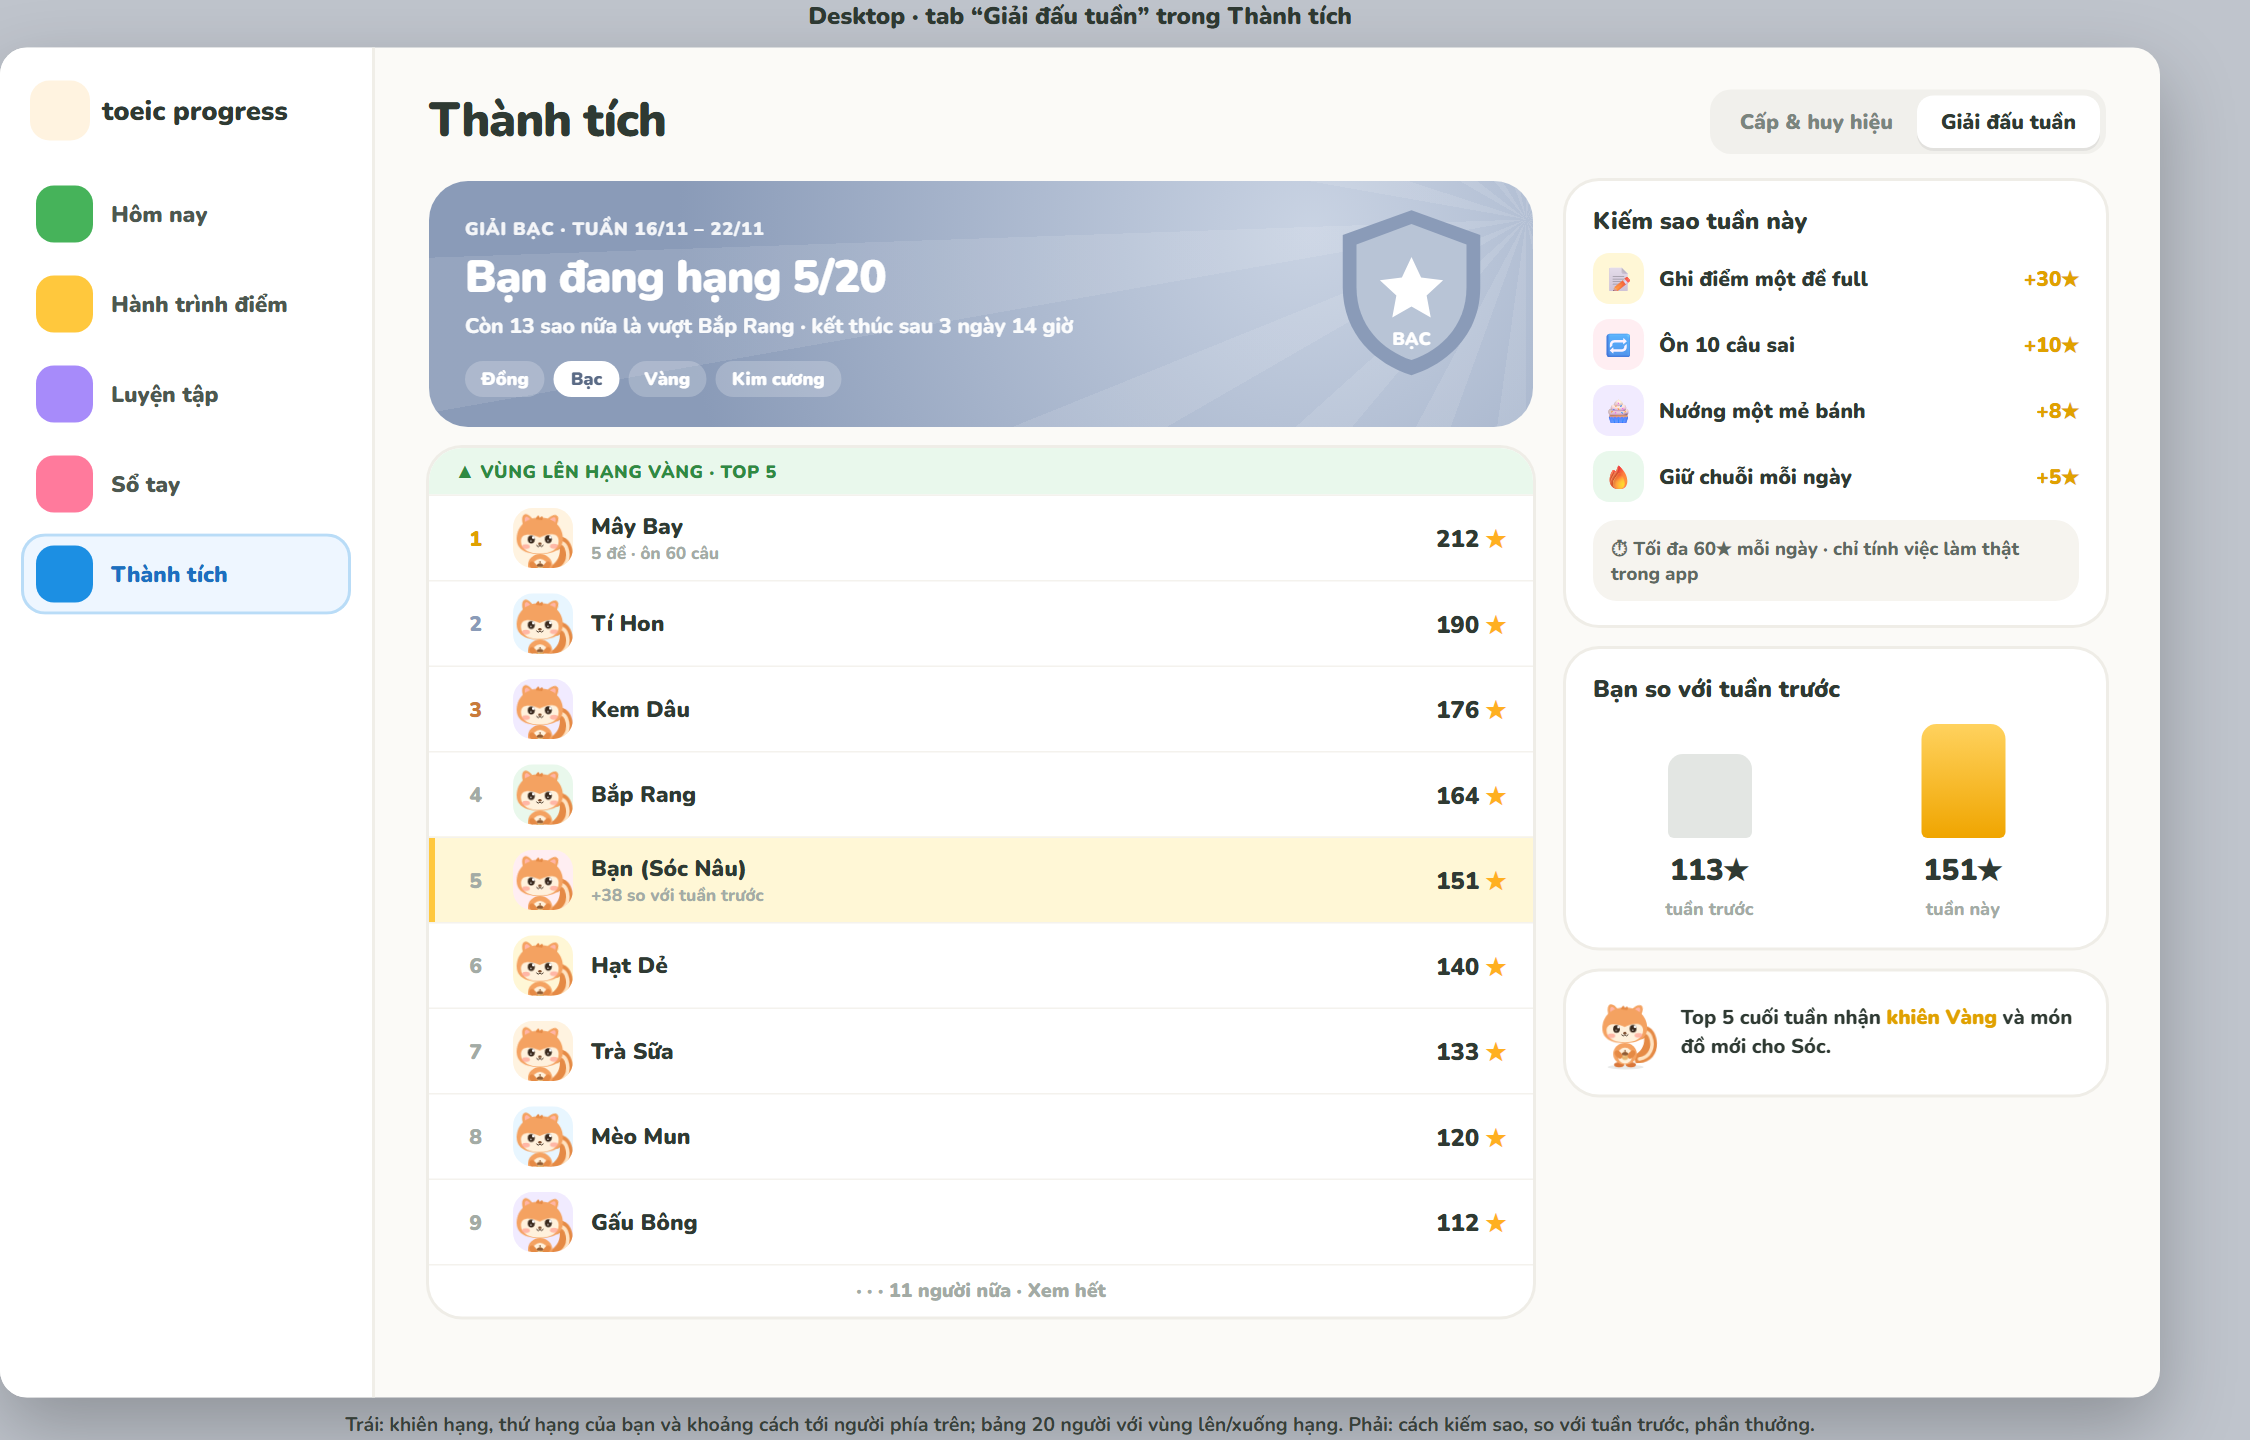 Desktop · tab “Giải đấu tuần” trong Thành tích
toeic progress
Hôm nay
Hành trình điểm
Luyện tập
Sổ tay
Thành tích
Thành tích
Cấp & huy hiệu
Giải đấu tuần
GIẢI BẠC · TUẦN 16/11 – 22/11
Bạn đang hạng 5/20
Còn 13 sao nữa là vượt Bắp Rang · kết thúc sau 3 ngày 14 giờ
Đồng
Bạc
Vàng
Kim cương
BẠC
▲ VÙNG LÊN HẠNG VÀNG · TOP 5
1 Mây Bay 212 ★
5 đề · ôn 60 câu
2 Tí Hon 190 ★
3 Kem Dâu 176 ★
4 Bắp Rang 164 ★
5 Bạn (Sóc Nâu) 151 ★
+38 so với tuần trước
6 Hạt Dẻ 140 ★
7 Trà Sữa 133 ★
8 Mèo Mun 120 ★
9 Gấu Bông 112 ★
· · · 11 người nữa · Xem hết
Kiếm sao tuần này
Ghi điểm một đề full +30★
Ôn 10 câu sai +10★
Nướng một mẻ bánh +8★
Giữ chuỗi mỗi ngày +5★
⏱ Tối đa 60★ mỗi ngày · chỉ tính việc làm thật
trong app
Bạn so với tuần trước
113★ 151★
tuần trước tuần này
Top 5 cuối tuần nhận khiên Vàng và món
đồ mới cho Sóc.
Trái: khiên hạng, thứ hạng của bạn và khoảng cách tới người phía trên; bảng 20 người với vùng lên/xuống hạng. Phải: cách kiếm sao, so với tuần trước, phần thưởng.